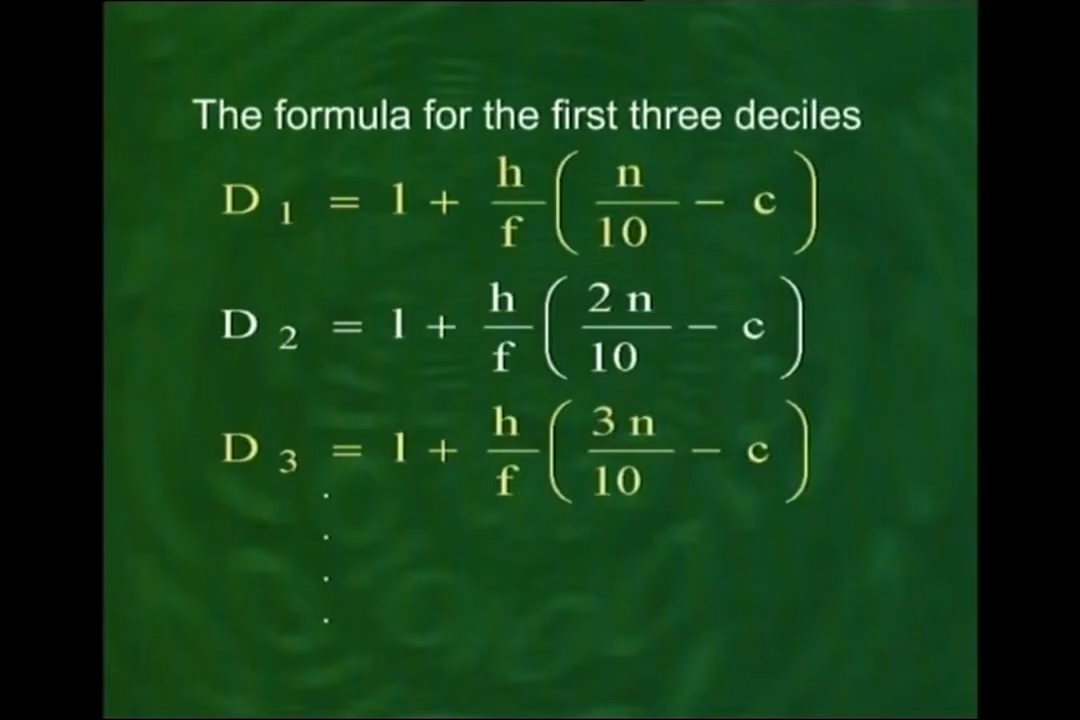 The formula for the first three deciles
D 1 = l + h/f ( n/10 − c )
D 2 = l + h/f ( 2 n/10 − c )
D 3 = l + h/f ( 3 n/10 − c )
.
.
.
.